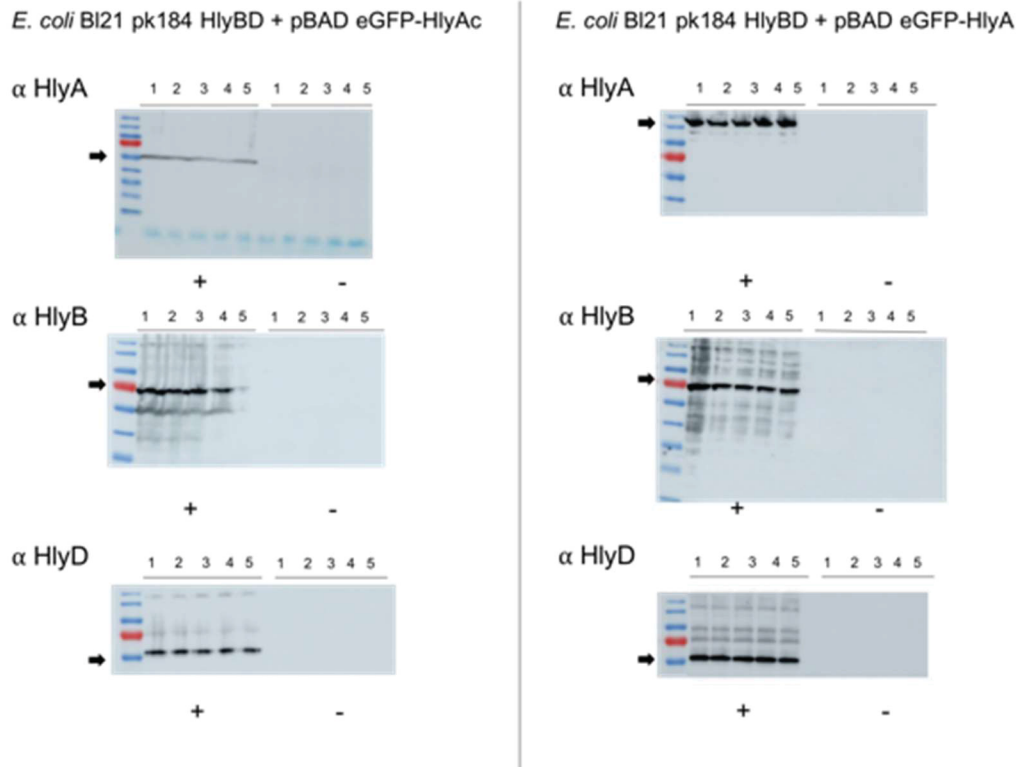 E. coli Bl21 pk184 HlyBD + pBAD eGFP-HlyAc
α HlyA
1 2 3 4 5 1 2 3 4 5
+ -
α HlyB
1 2 3 4 5 1 2 3 4 5
+ -
α HlyD
1 2 3 4 5 1 2 3 4 5
+ -
E. coli Bl21 pk184 HlyBD + pBAD eGFP-HlyA
α HlyA
1 2 3 4 5 1 2 3 4 5
+ -
α HlyB
1 2 3 4 5 1 2 3 4 5
+ -
α HlyD
1 2 3 4 5 1 2 3 4 5
+ -